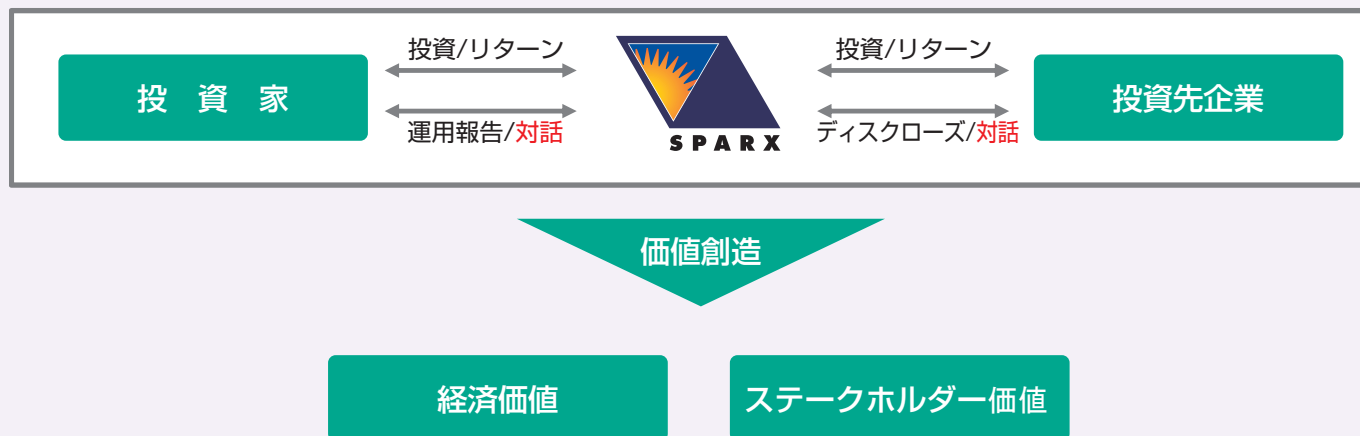 投資/リターン
投資/リターン
投 資 家
投資先企業
運用報告/対話
SPARX
ディスクローズ/対話
価値創造
経済価値
ステークホルダー価値